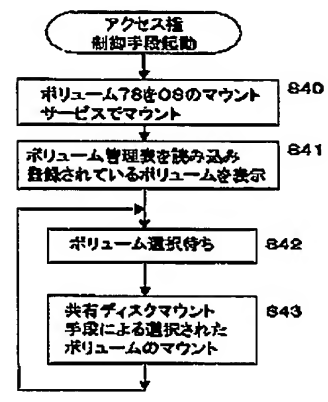 アクセス権
制御手段起動
ボリューム78をOSのマウント
サービスでマウント
S40
ボリューム管理表を読み込み
登録されているボリュームを表示
S41
ボリューム選択待ち
S42
共有ディスクマウント
手段による選択された
ボリュームのマウント
S43